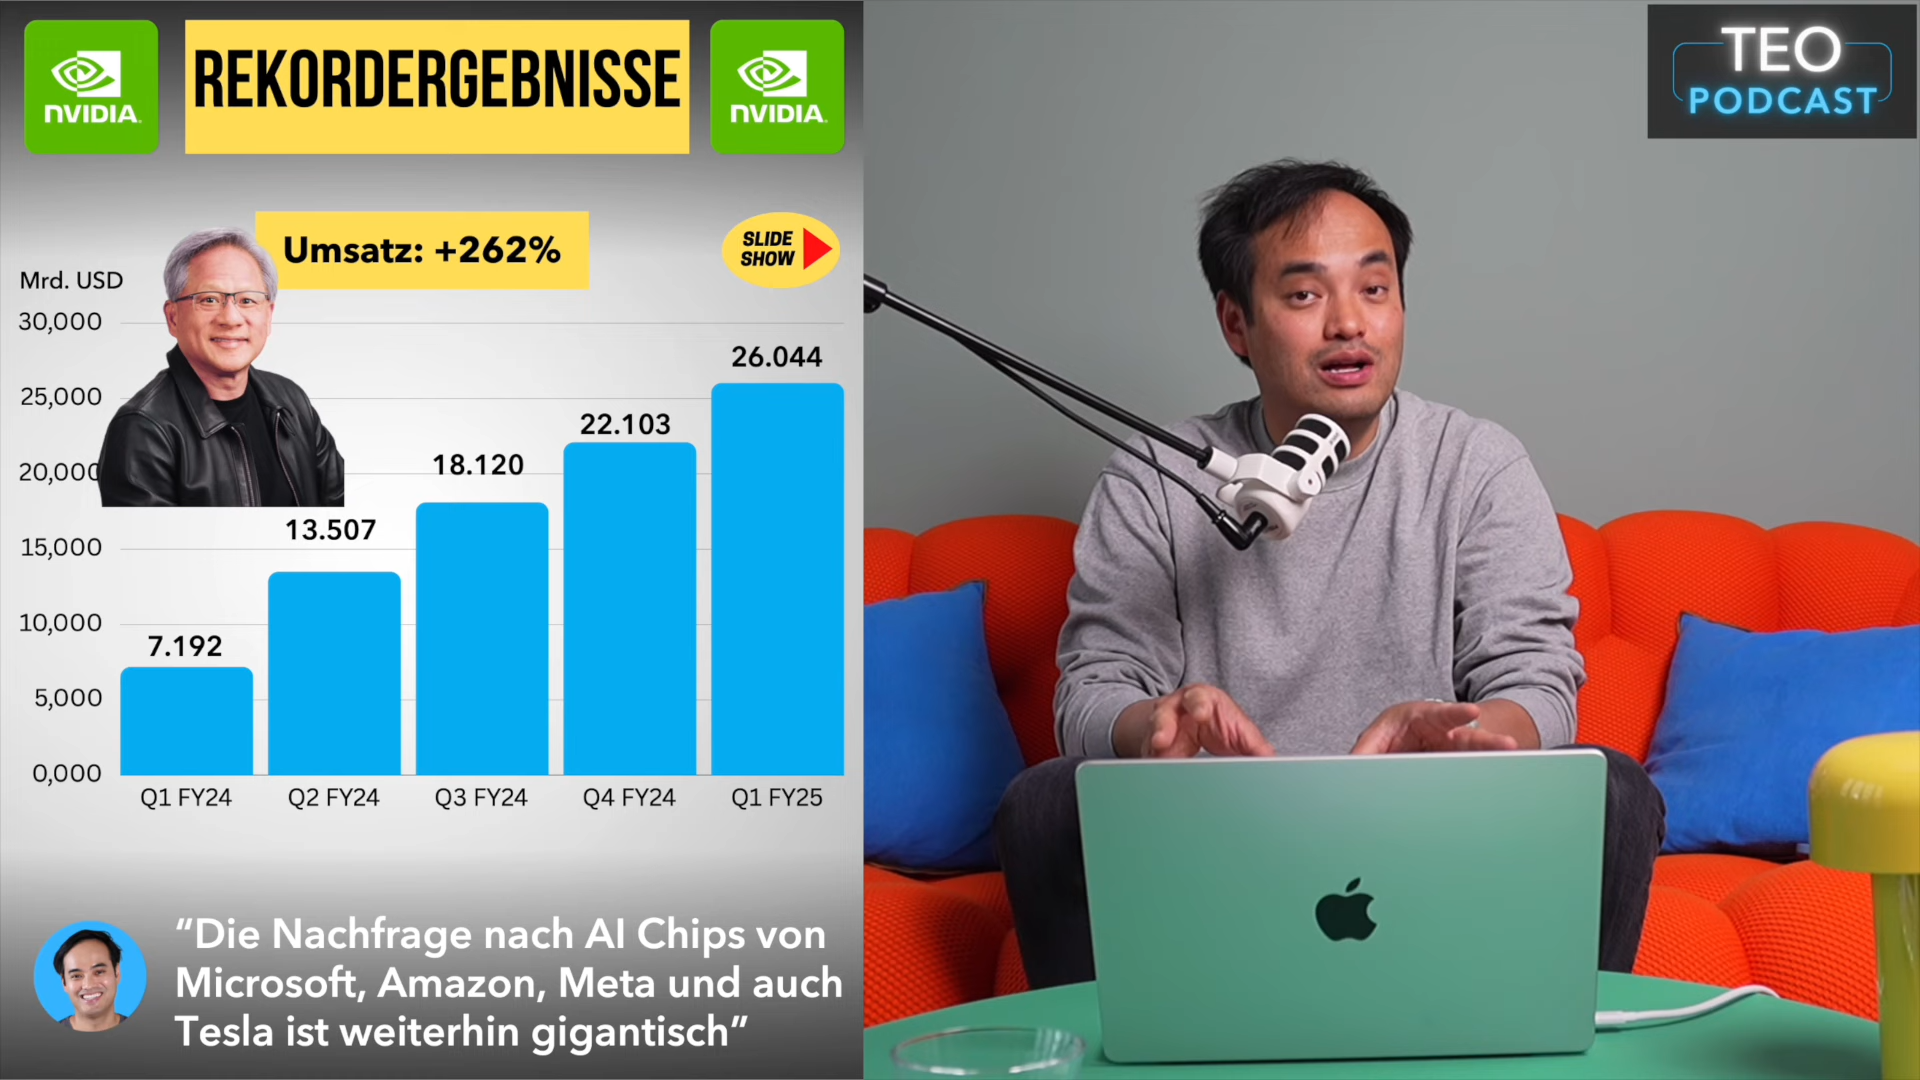 NVIDIA.
REKORDERGEBNISSE
NVIDIA.
TEO
PODCAST
Umsatz: +262%
SLIDE
SHOW
Mrd. USD
30,000
25,000
20,000
15,000
10,000
5,000
0,000
7.192
13.507
18.120
22.103
26.044
Q1 FY24
Q2 FY24
Q3 FY24
Q4 FY24
Q1 FY25
“Die Nachfrage nach AI Chips von
Microsoft, Amazon, Meta und auch
Tesla ist weiterhin gigantisch”